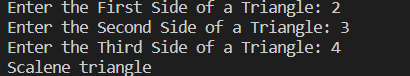 Enter the First Side of a Triangle: 2
Enter the Second Side of a Triangle: 3
Enter the Third Side of a Triangle: 4
Scalene triangle